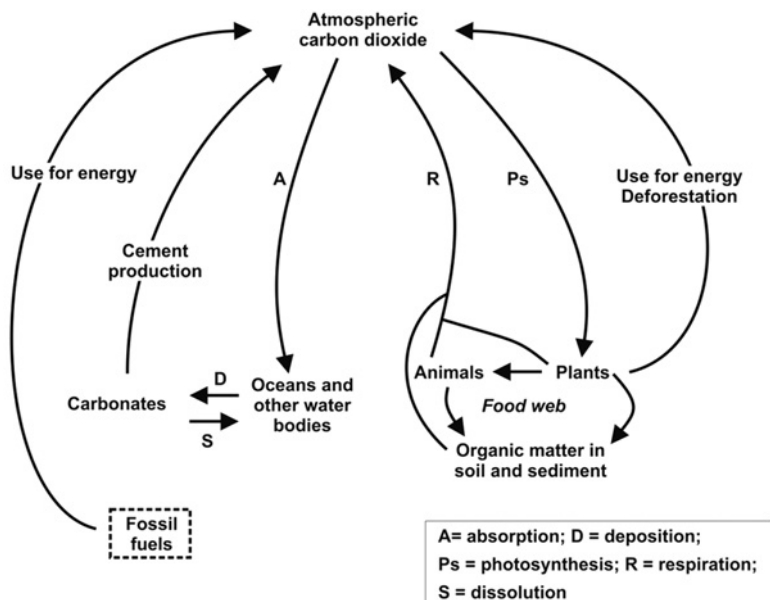 Atmospheric
carbon dioxide
Use for energy
A
R
Ps
Use for energy
Deforestation
Cement
production
Carbonates
D
S
Oceans and
other water
bodies
Animals
Plants
Food web
Organic matter in
soil and sediment
Fossil
fuels
A= absorption; D = deposition;
Ps = photosynthesis; R = respiration;
S = dissolution